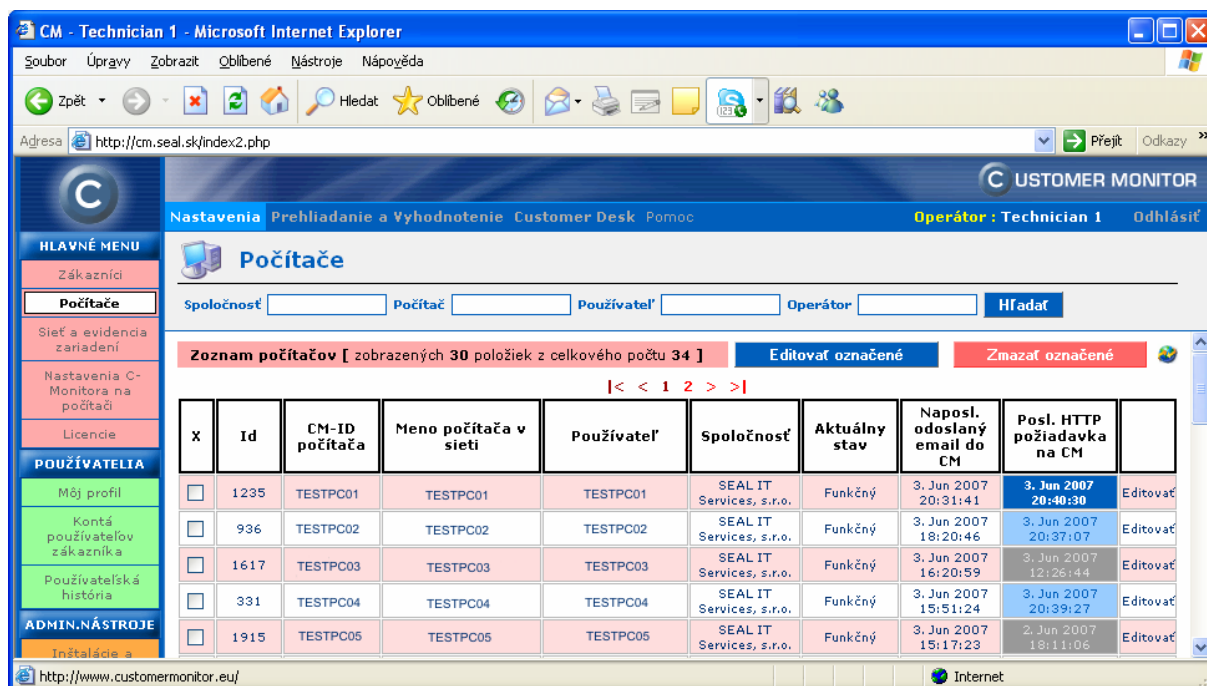 CM - Technician 1 - Microsoft Internet Explorer
Soubor Úpravy Zobrazit Oblíbené Nástroje Nápověda
Zpět Hledat Oblíbené
Adresa http://cm.seal.sk/index2.php Přejít Odkazy »
C CUSTOMER MONITOR
Nastavenia Prehliadanie a Vyhodnotenie Customer Desk Pomoc Operátor : Technician 1 Odhlásiť
HLAVNÉ MENU
Zákazníci
Počítače
Sieť a evidencia
zariadení
Nastavenia C-
Monitora na
počítači
Licencie
POUŽÍVATELIA
Môj profil
Kontá
používateľov
zákazníka
Používateľská
história
ADMIN.NÁSTROJE
Inštalácie a
Počítače
Spoločnosť Počítač Používateľ Operátor Hľadať
Zoznam počítačov [ zobrazených 30 položiek z celkového počtu 34 ] Editovať označené Zmazať označené
|< < 1 2 > >|
X Id CM-ID počítača Meno počítača v sieti Používateľ Spoločnosť Aktuálny stav Naposl. odoslaný email do CM Posl. HTTP požiadavka na CM
1235 TESTPC01 TESTPC01 TESTPC01 SEAL IT Services, s.r.o. Funkčný 3. Jun 2007 20:31:41 3. Jun 2007 20:40:30 Editovať
936 TESTPC02 TESTPC02 TESTPC02 SEAL IT Services, s.r.o. Funkčný 3. Jun 2007 18:20:46 3. Jun 2007 20:37:07 Editovať
1617 TESTPC03 TESTPC03 TESTPC03 SEAL IT Services, s.r.o. Funkčný 3. Jun 2007 16:20:59 3. Jun 2007 12:26:44 Editovať
331 TESTPC04 TESTPC04 TESTPC04 SEAL IT Services, s.r.o. Funkčný 3. Jun 2007 15:51:24 3. Jun 2007 20:39:27 Editovať
1915 TESTPC05 TESTPC05 TESTPC05 SEAL IT Services, s.r.o. Funkčný 3. Jun 2007 15:17:23 2. Jun 2007 18:11:06 Editovať
http://www.customermonitor.eu/ Internet